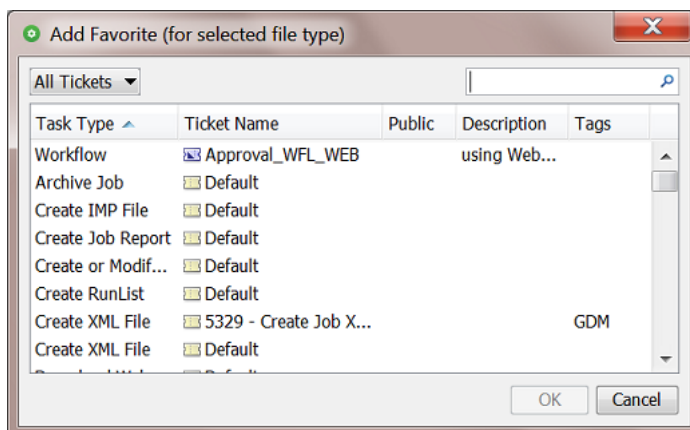 Add Favorite (for selected file type)
All Tickets
Task Type Ticket Name Public Description Tags
Workflow Approval_WFL_WEB using Web...
Archive Job Default
Create IMP File Default
Create Job Report Default
Create or Modif... Default
Create RunList Default
Create XML File 5329 - Create Job X... GDM
Create XML File Default
OK Cancel